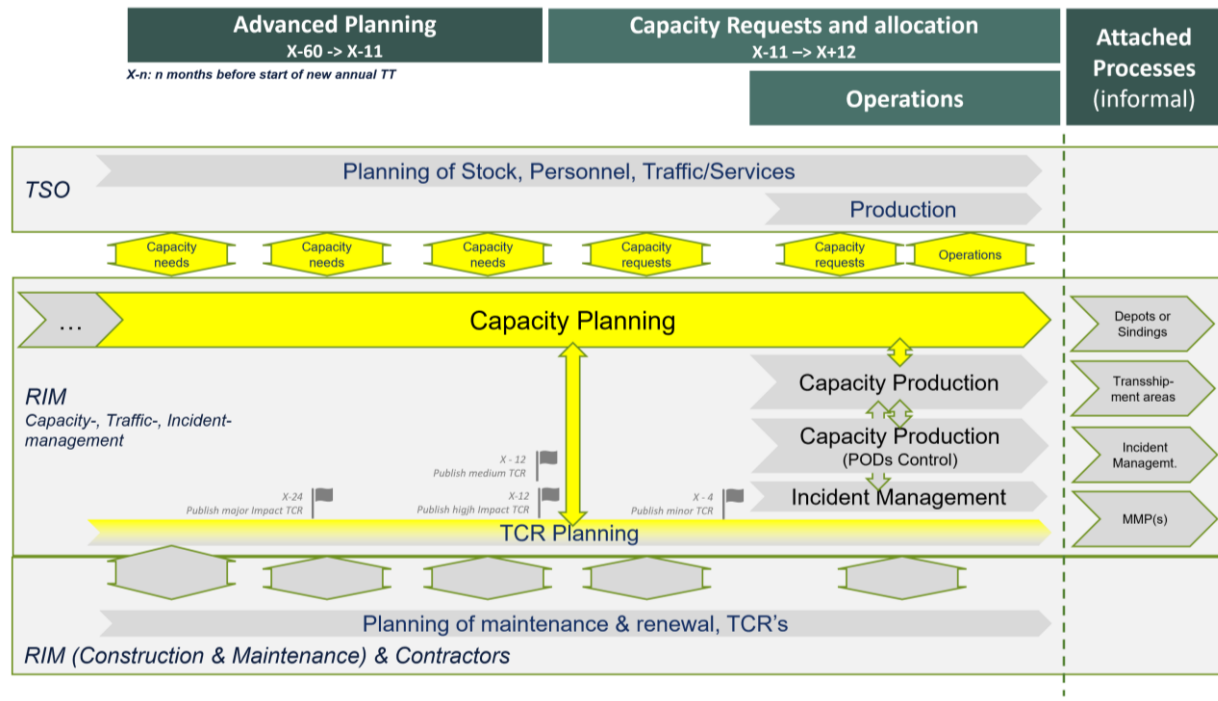 Advanced Planning
X-60 -> X-11
Capacity Requests and allocation
X-11 –> X+12
Attached
Processes
(informal)
X-n: n months before start of new annual TT
Operations
TSO
Planning of Stock, Personnel, Traffic/Services
Production
Capacity
needs
Capacity
needs
Capacity
needs
Capacity
requests
Capacity
requests
Operations
...
Capacity Planning
Depots or
Sindings
RIM
Capacity-, Traffic-, Incident-
management
Capacity Production
Transship-
ment areas
Capacity Production
(PODs Control)
Incident
Managemt.
X - 12
Publish medium TCR
X-24
Publish major Impact TCR
X-12
Publish higjh Impact TCR
X - 4
Publish minor TCR
Incident Management
MMP(s)
TCR Planning
Planning of maintenance & renewal, TCR's
RIM (Construction & Maintenance) & Contractors